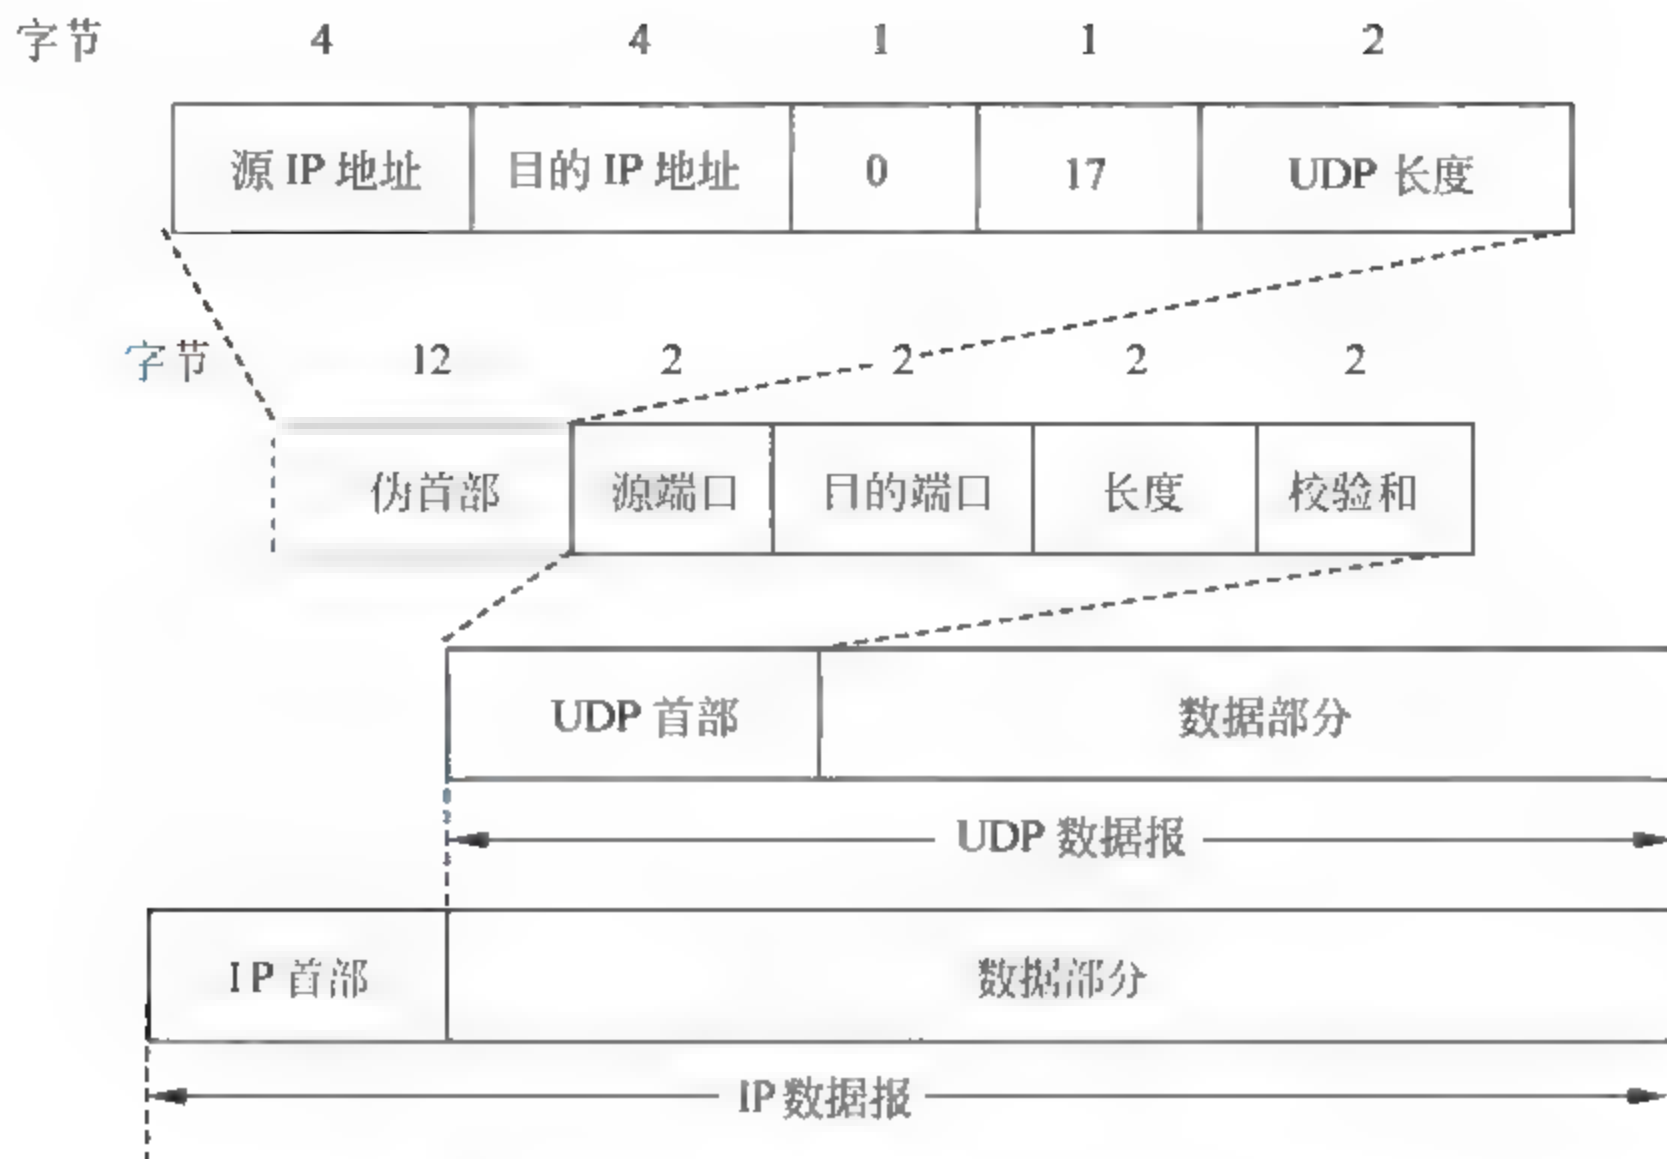 字节 4 4 1 1 2
源 IP 地址 目的 IP 地址 0 17 UDP 长度
字节 12 2 2 2 2
伪首部 源端口 目的端口 长度 校验和
UDP 首部 数据部分
UDP 数据报
IP 首部 数据部分
IP 数据报